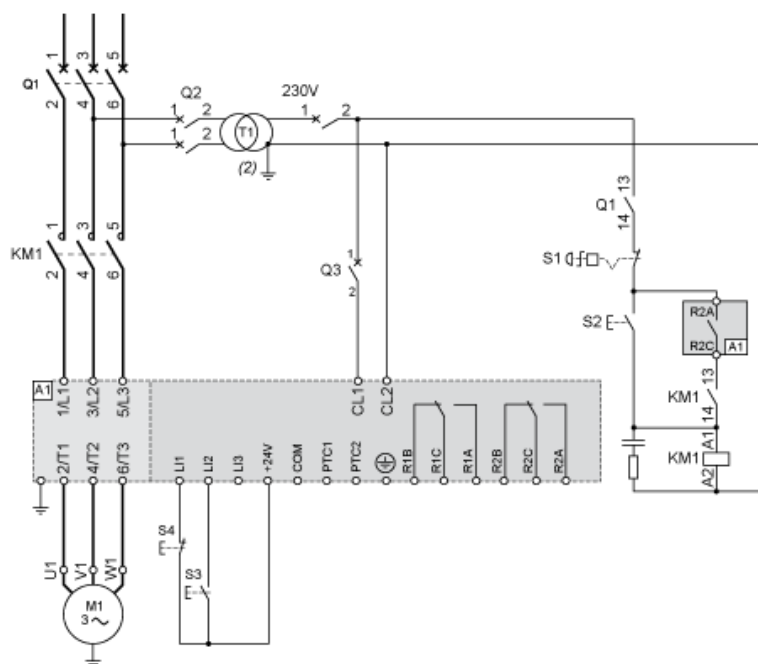 1 3 5
Q1
2 4 6
Q2
1 2
1 2
T1
(2)
230V
1 2
13
Q1
14
1 3 5
KM1
2 4 6
1
Q3
2
S1
S2
R2A
R2C
A1
13
KM1
14
A1
KM1
A2
A1
1/L1 3/L2 5/L3
CL1 CL2
2/T1 4/T2 6/T3
LI1 LI2 LI3 +24V COM PTC1 PTC2 R1B R1C R1A R2B R2C R2A
S4
S3
U1 V1 W1
M1
3